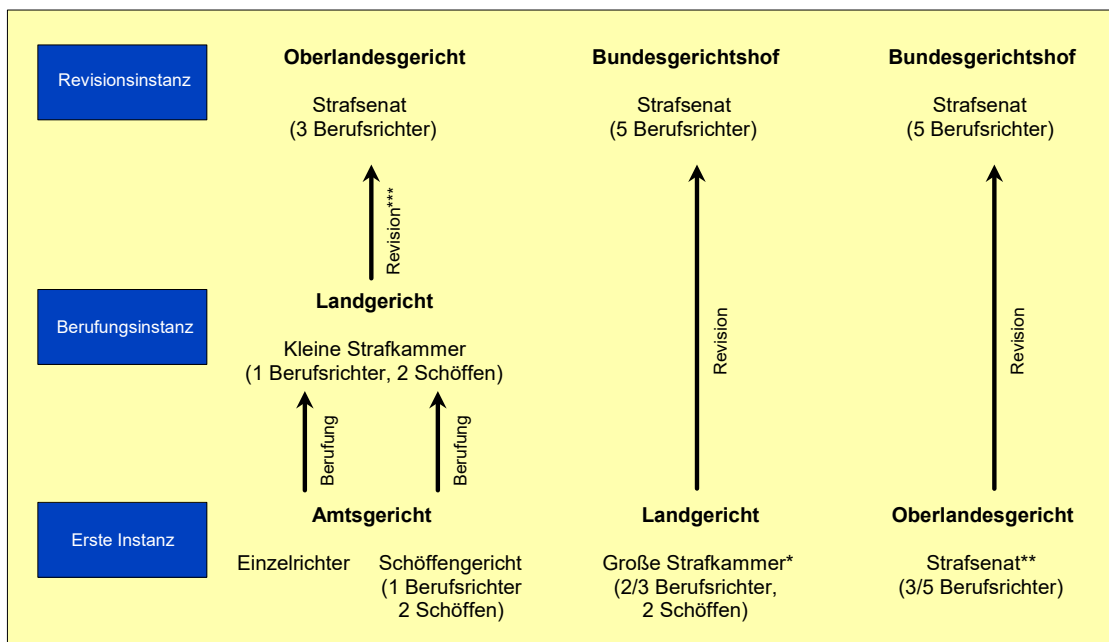 Revisionsinstanz
Oberlandesgericht
Strafsenat
(3 Berufsrichter)
Bundesgerichtshof
Strafsenat
(5 Berufsrichter)
Bundesgerichtshof
Strafsenat
(5 Berufsrichter)
Revision***
Berufungsinstanz
Landgericht
Kleine Strafkammer
(1 Berufsrichter, 2 Schöffen)
Revision
Revision
Berufung
Berufung
Erste Instanz
Amtsgericht
Einzelrichter
Schöffengericht
(1 Berufsrichter
2 Schöffen)
Landgericht
Große Strafkammer*
(2/3 Berufsrichter,
2 Schöffen)
Oberlandesgericht
Strafsenat**
(3/5 Berufsrichter)